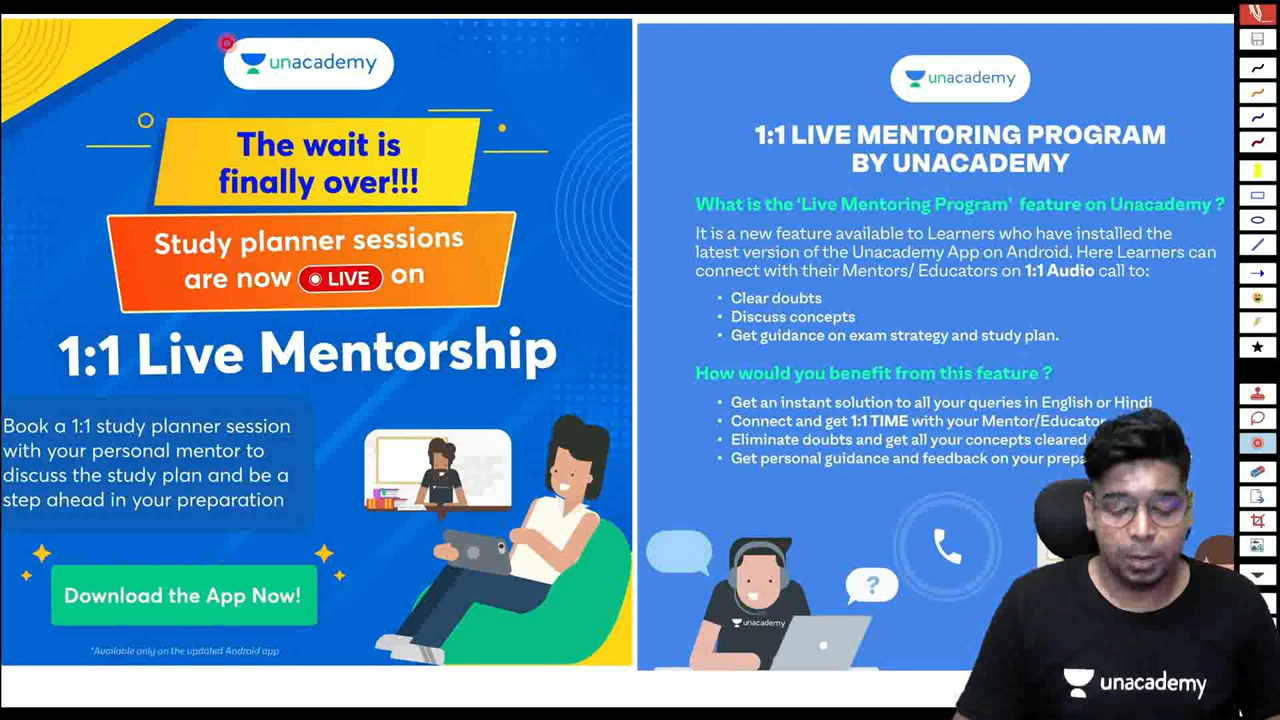 unacademy
The wait is
finally over!!!
Study planner sessions
are now LIVE on
1:1 Live Mentorship
Book a 1:1 study planner session
with your personal mentor to
discuss the study plan and be a
step ahead in your preparation
Download the App Now!
*Available only on the updated Android app
unacademy
1:1 LIVE MENTORING PROGRAM
BY UNACADEMY
What is the ‘Live Mentoring Program’ feature on Unacademy ?
It is a new feature available to Learners who have installed the
latest version of the Unacademy App on Android. Here Learners can
connect with their Mentors/ Educators on 1:1 Audio call to:
• Clear doubts
• Discuss concepts
• Get guidance on exam strategy and study plan.
How would you benefit from this feature ?
• Get an instant solution to all your queries in English or Hindi
• Connect and get 1:1 TIME with your Mentor/Educator
• Eliminate doubts and get all your concepts cleared
• Get personal guidance and feedback on your
?
unacademy
unacademy